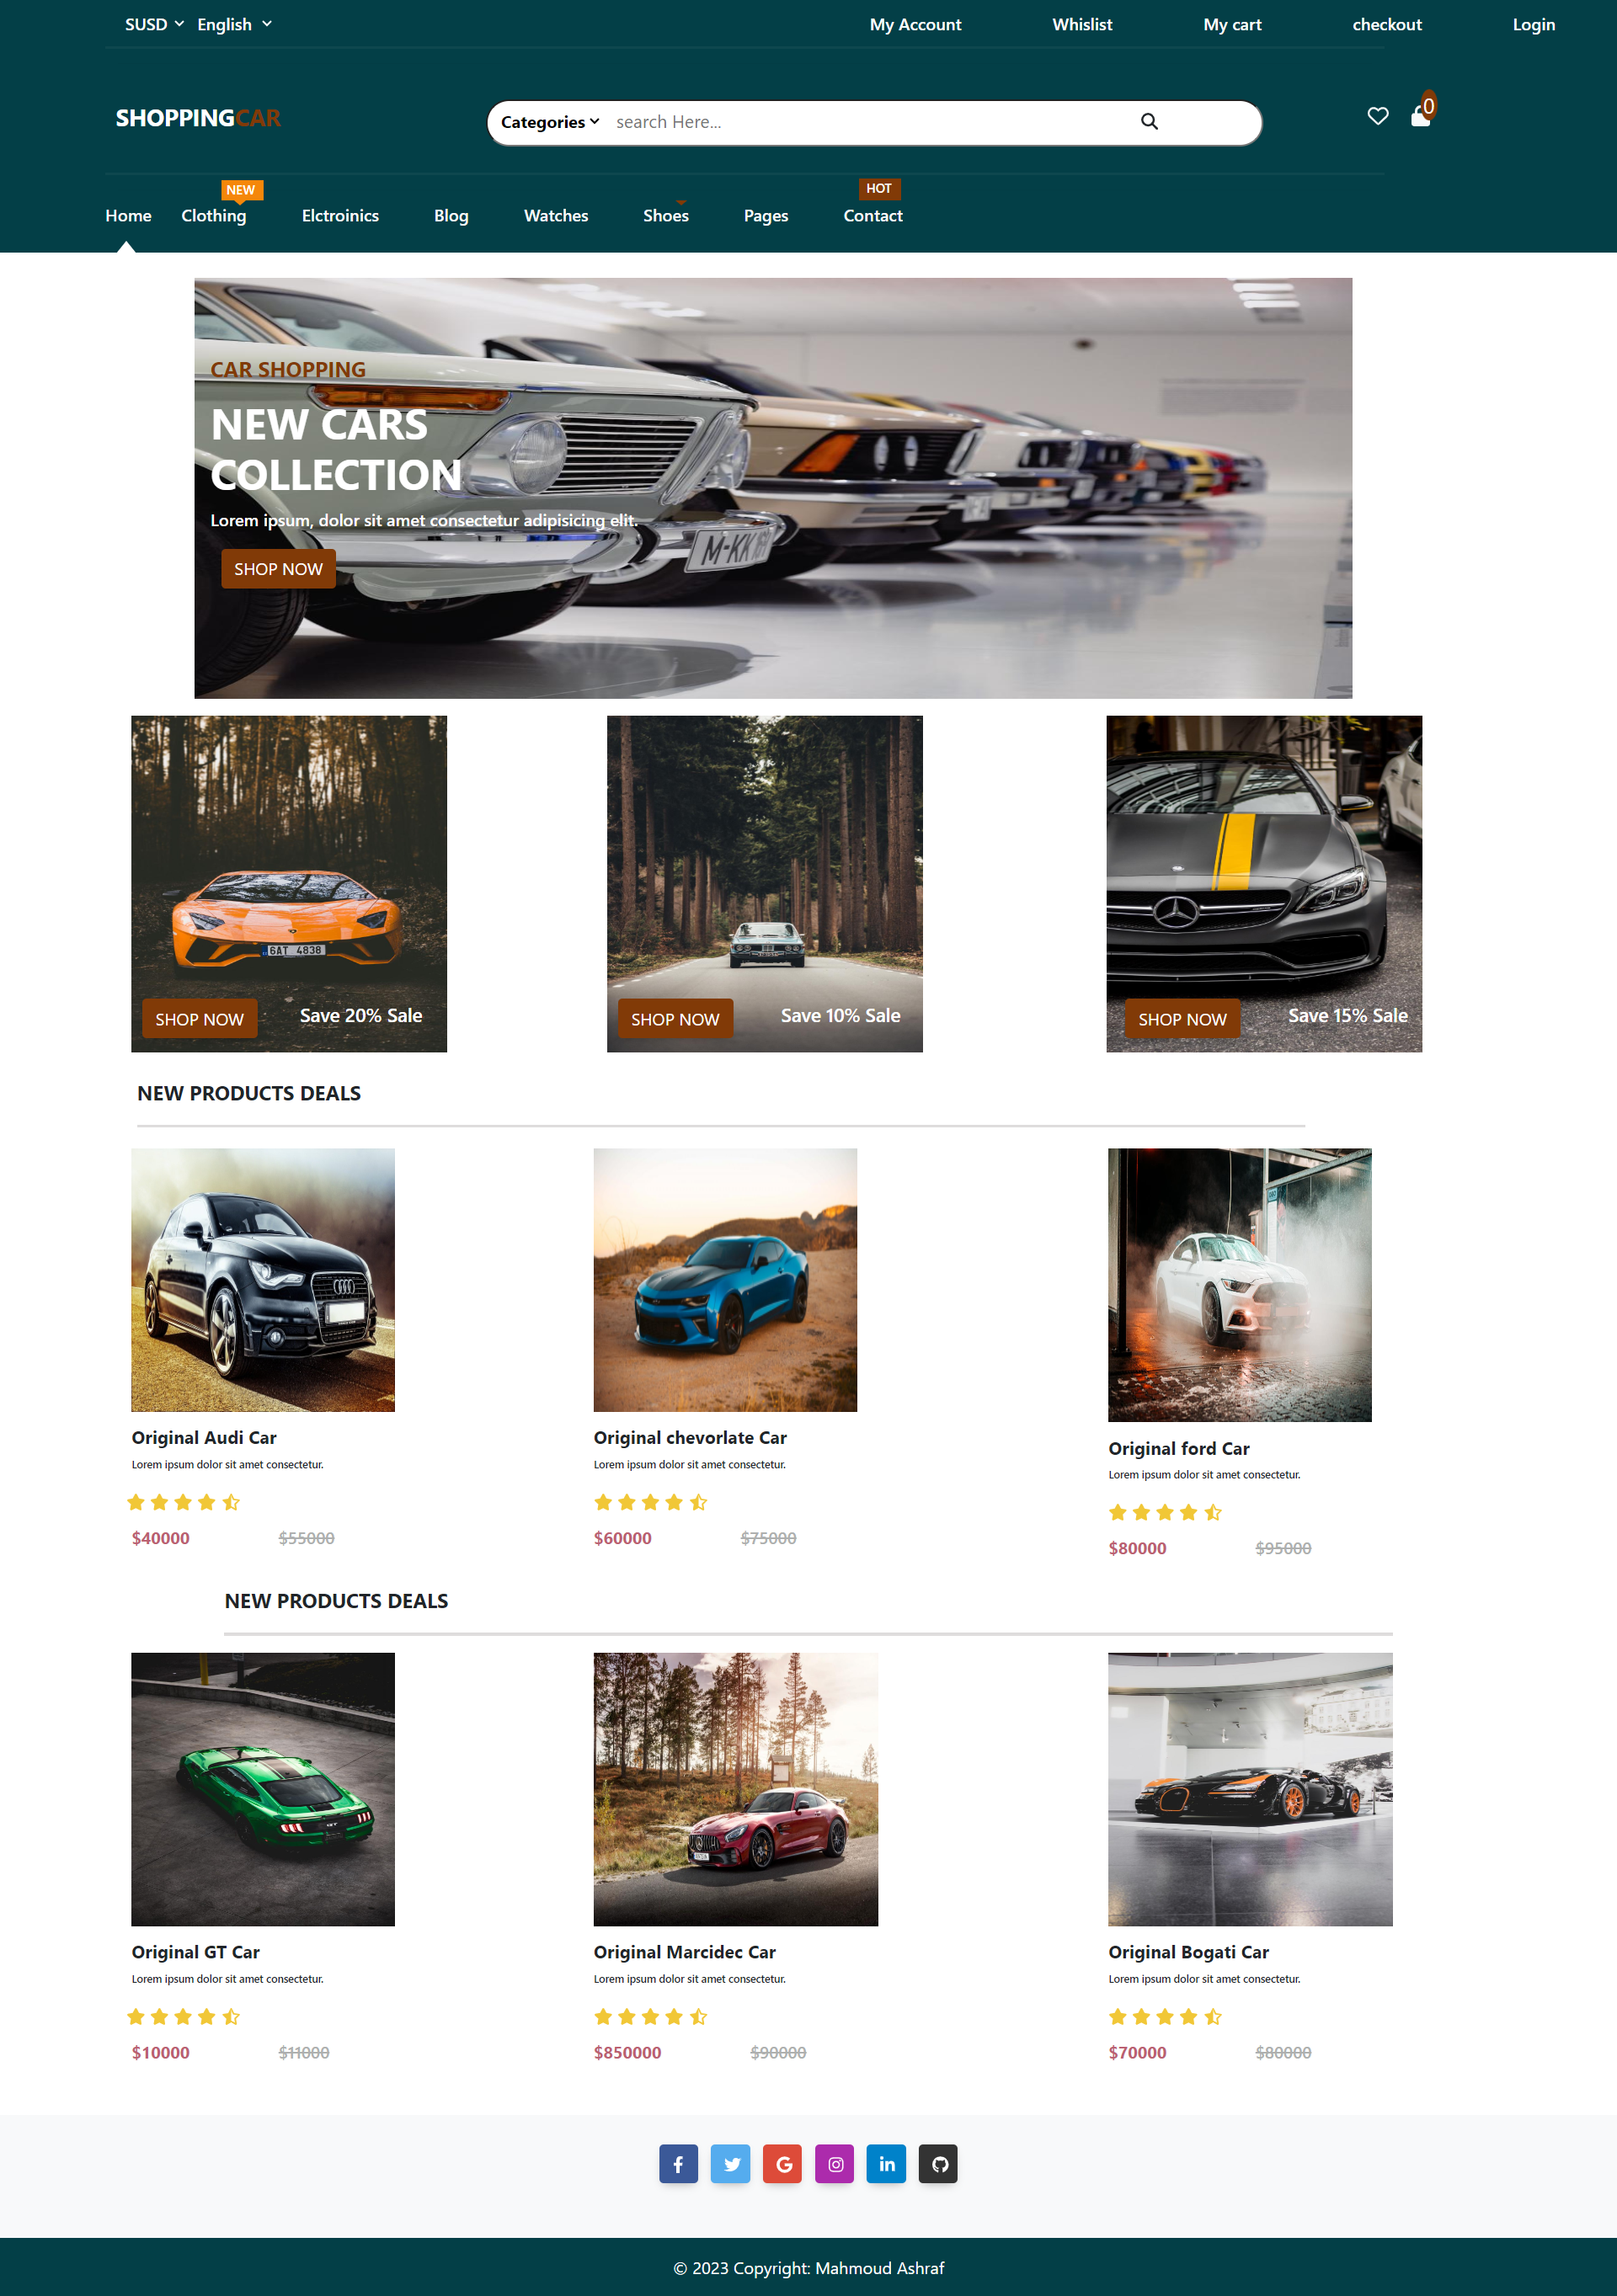 SUSD English My Account Whislist My cart checkout Login
SHOPPINGCAR Categories search Here... 0
NEW HOT
Home Clothing Elctroinics Blog Watches Shoes Pages Contact
CAR SHOPPING
NEW CARS
COLLECTION
Lorem ipsum, dolor sit amet consectetur adipisicing elit.
SHOP NOW
6AT 4838
SHOP NOW Save 20% Sale
SHOP NOW Save 10% Sale
SHOP NOW Save 15% Sale
NEW PRODUCTS DEALS
Original Audi Car
Lorem ipsum dolor sit amet consectetur.
$40000 $55000
Original chevorlate Car
Lorem ipsum dolor sit amet consectetur.
$60000 $75000
Original ford Car
Lorem ipsum dolor sit amet consectetur.
$80000 $95000
NEW PRODUCTS DEALS
Original GT Car
Lorem ipsum dolor sit amet consectetur.
$10000 $11000
Original Marcidec Car
Lorem ipsum dolor sit amet consectetur.
$850000 $90000
Original Bogati Car
Lorem ipsum dolor sit amet consectetur.
$70000 $80000
© 2023 Copyright: Mahmoud Ashraf